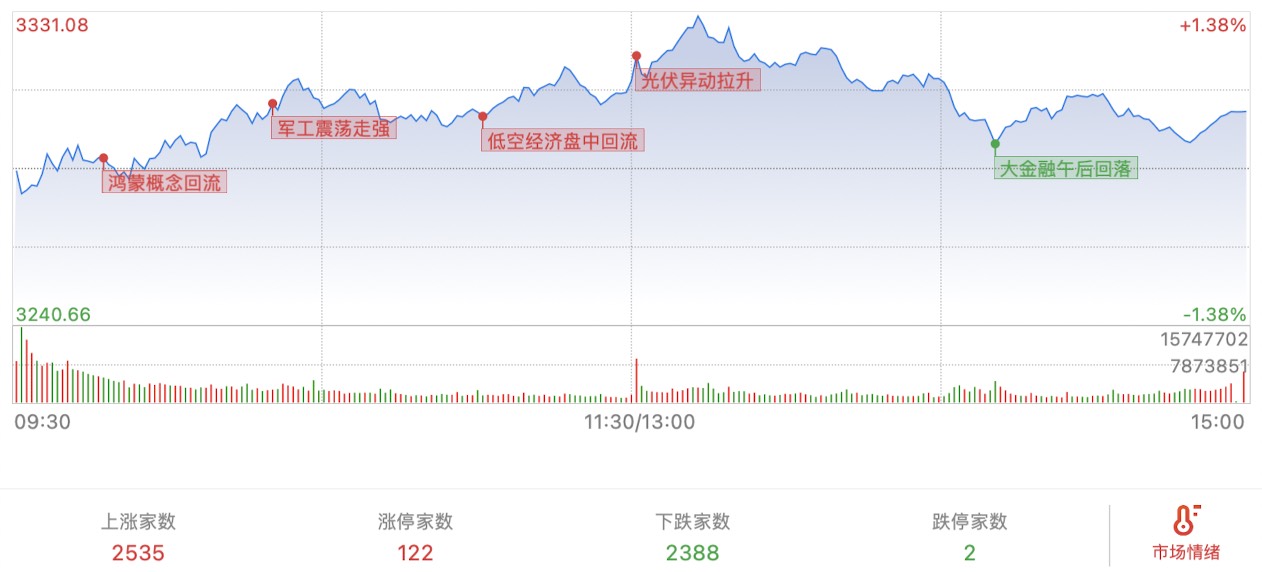 3331.08 +1.38%
光伏异动拉升
军工震荡走强
低空经济盘中回流
大金融午后回落
鸿蒙概念回流
3240.66 -1.38%
15747702
7873851
09:30 11:30/13:00 15:00
上涨家数 涨停家数 下跌家数 跌停家数
2535 122 2388 2 市场情绪